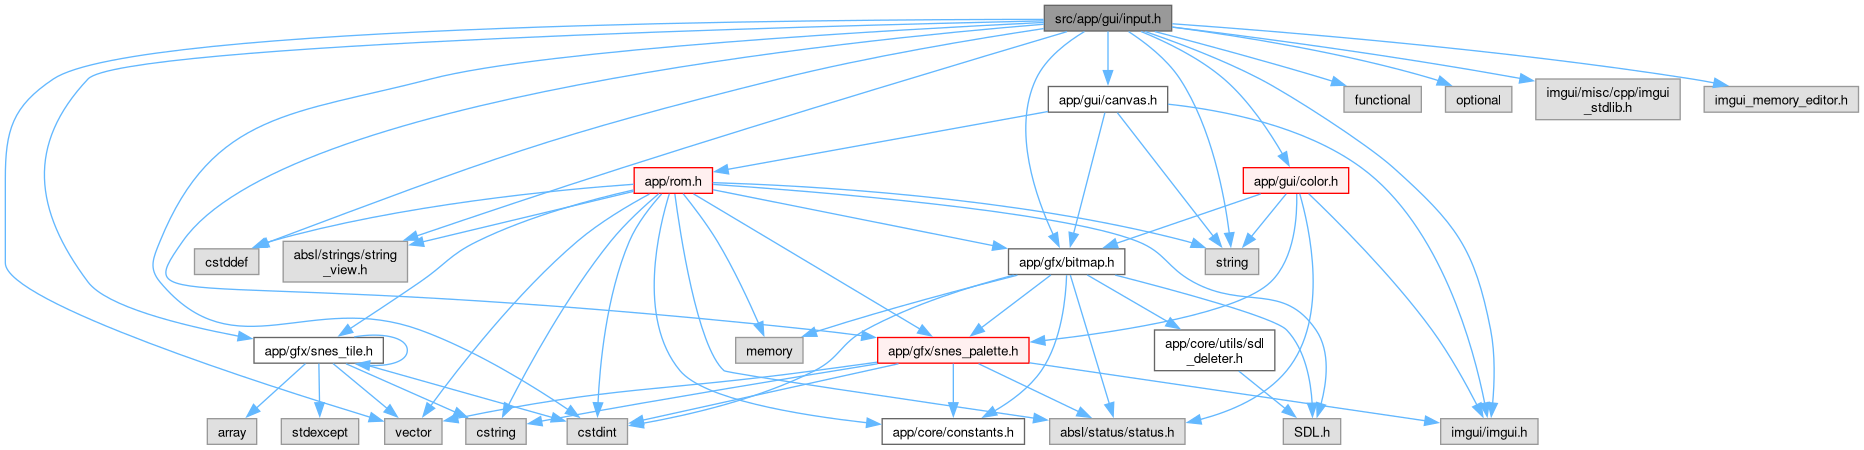 src/app/gui/input.h
app/gui/canvas.h
functional
optional
imgui/misc/cpp/imgui
_stdlib.h
imgui_memory_editor.h
app/rom.h
app/gui/color.h
cstddef
absl/strings/string
_view.h
app/gfx/bitmap.h
string
app/gfx/snes_tile.h
memory
app/gfx/snes_palette.h
app/core/utils/sdl
_deleter.h
array
stdexcept
vector
cstring
cstdint
app/core/constants.h
absl/status/status.h
SDL.h
imgui/imgui.h